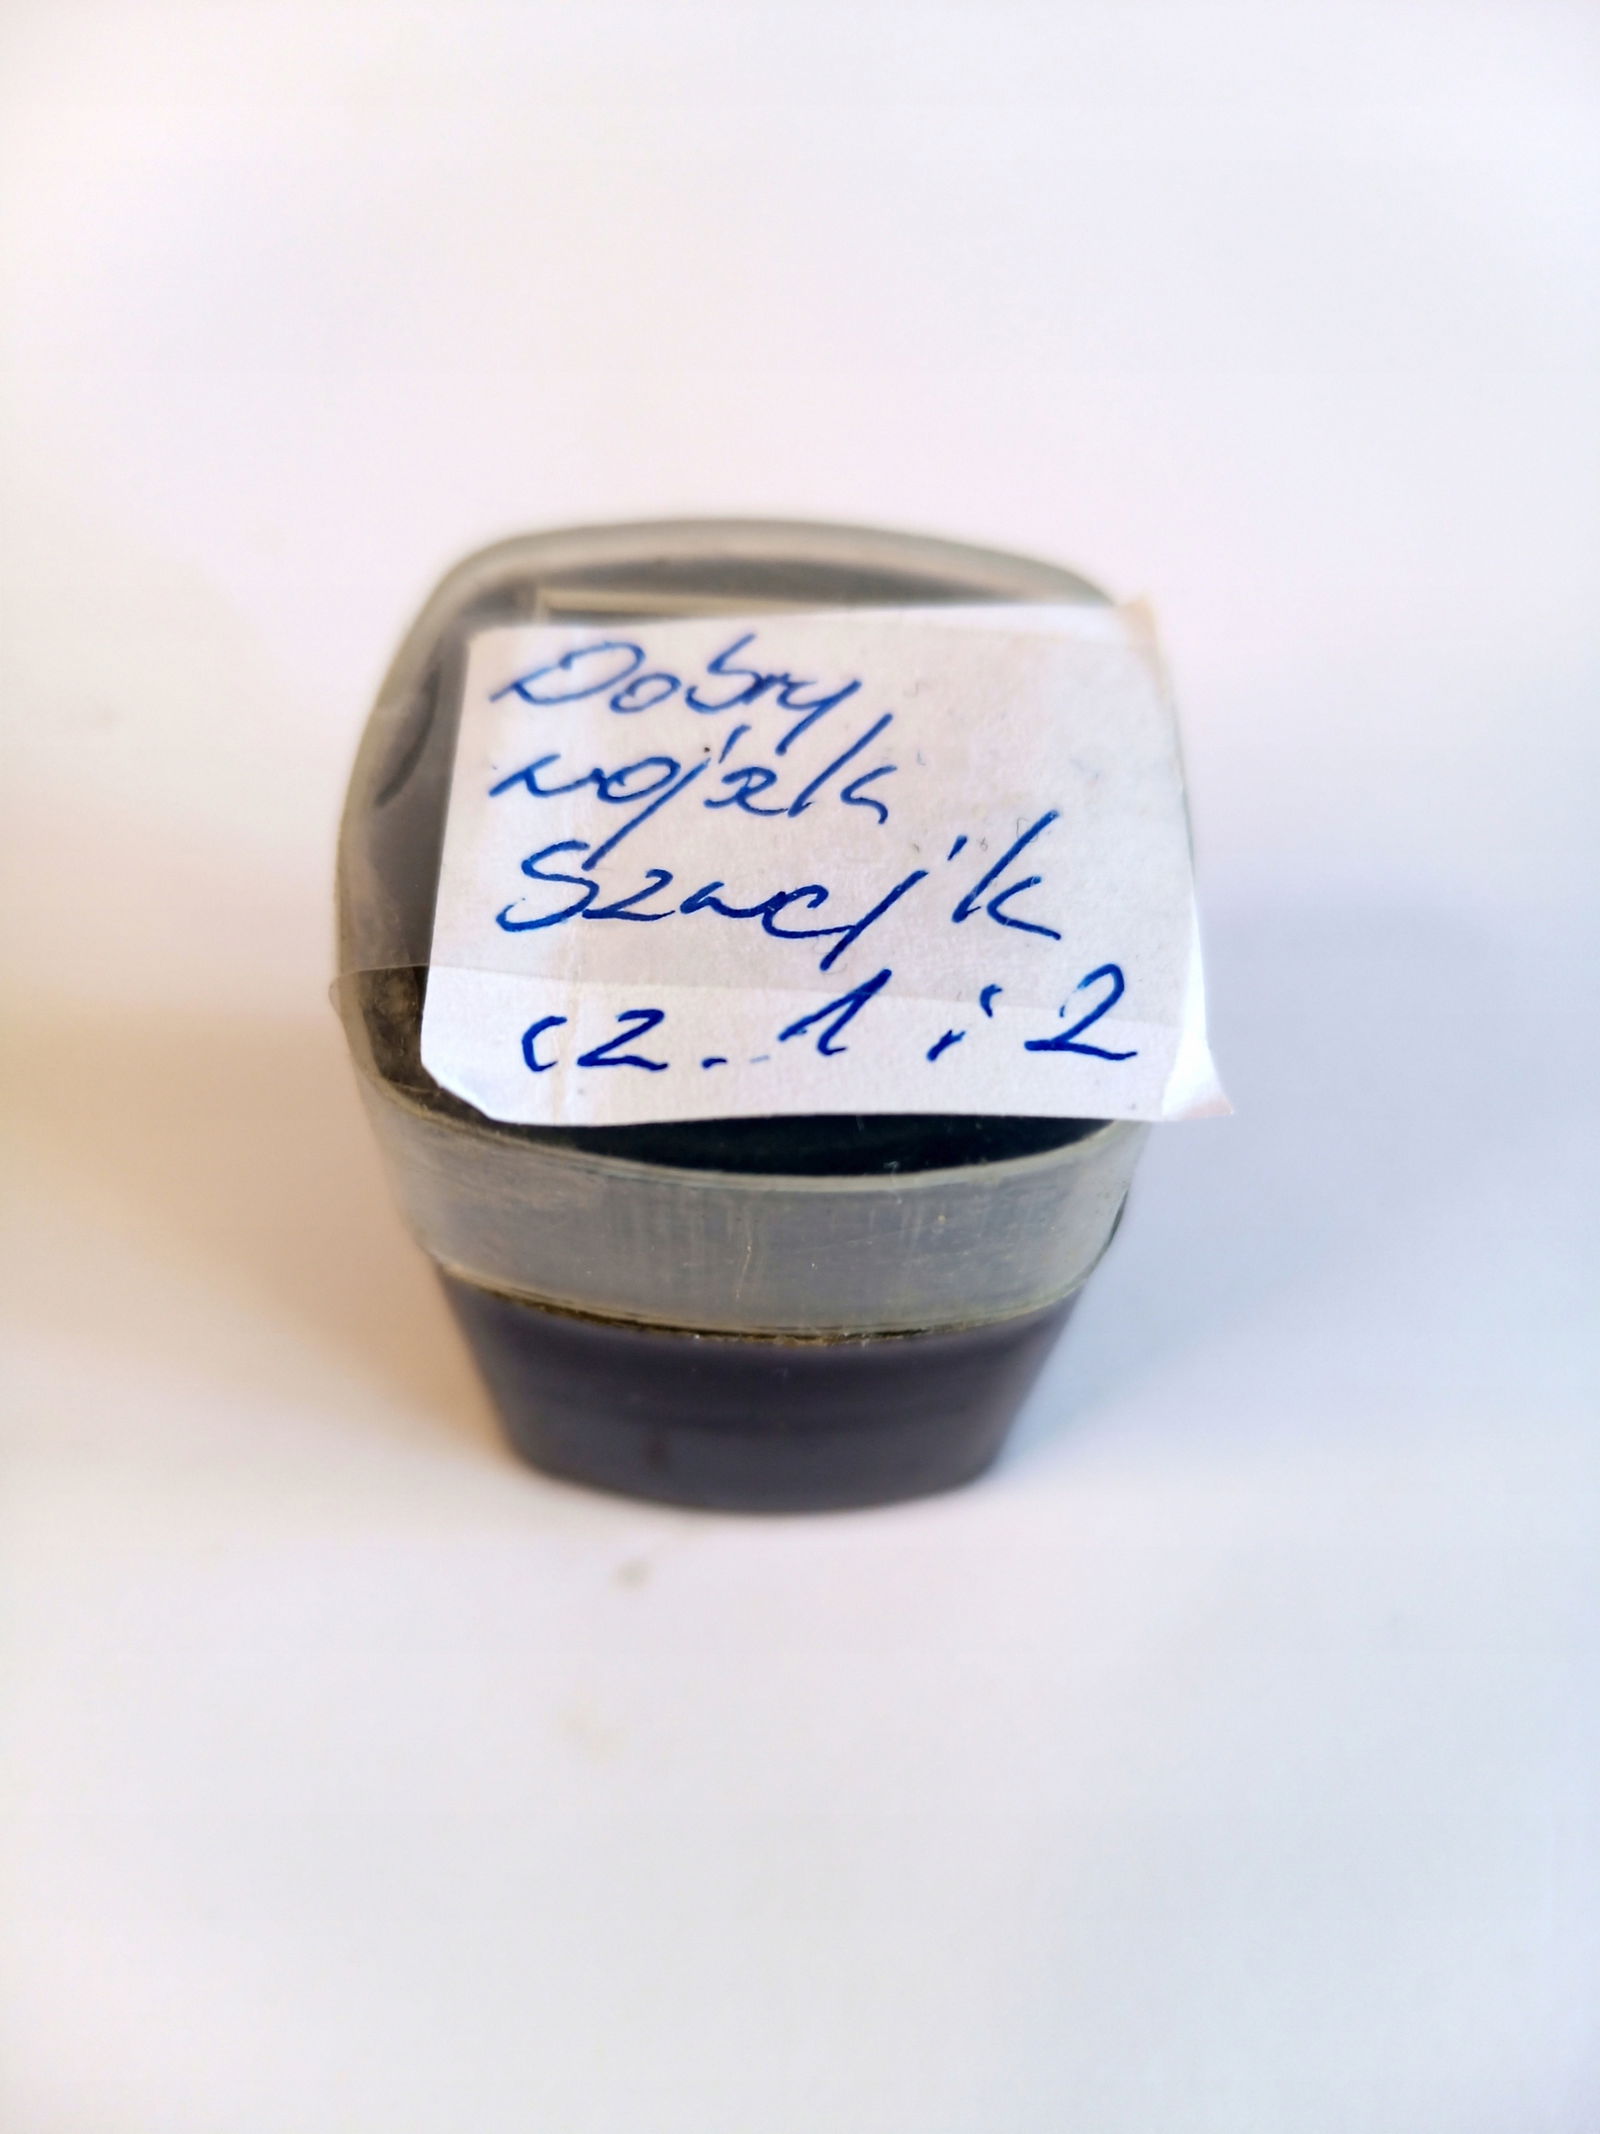 Dobry
wojak
Szwejk
cz. 1 i 2